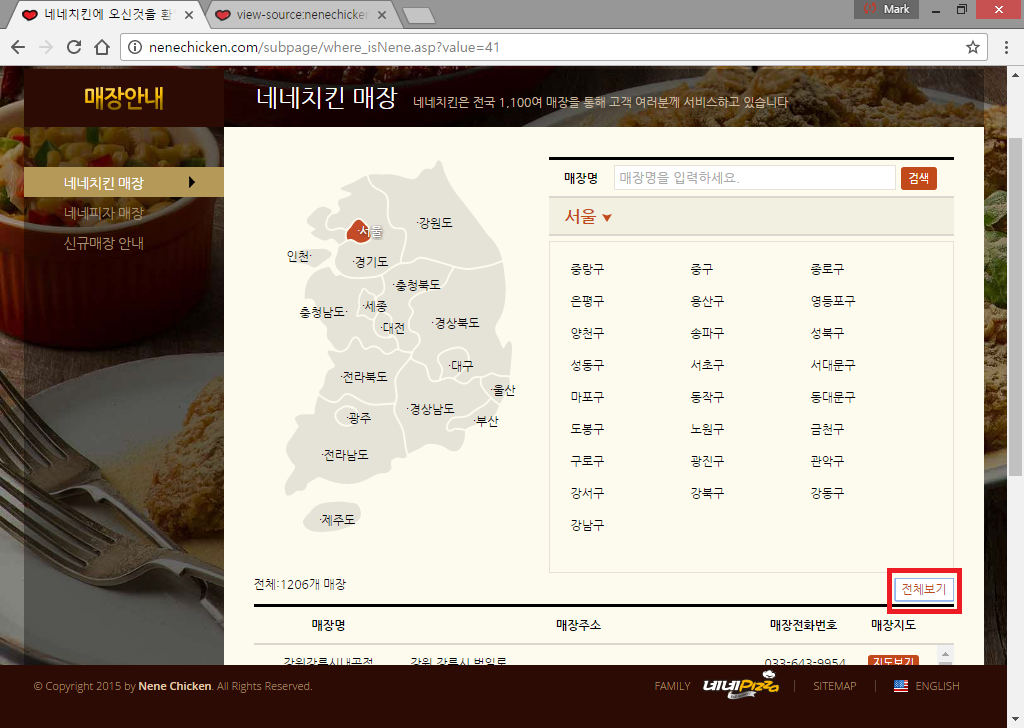 네네치킨에 오신것을 환
view-source:nenechicken
Mark
nenechicken.com/subpage/where_isNene.asp?value=41
매장안내
네네치킨 매장 네네치킨은 전국 1,100여 매장을 통해 고객 여러분께 서비스하고 있습니다
네네치킨 매장
네네피자 매장
신규매장 안내
·서울
·강원도
인천·
·경기도
·충청북도
충청남도·
·세종
·대전
·경상북도
·대구
·전라북도
·울산
·경상남도
·광주
·부산
·전라남도
·제주도
매장명 매장명을 입력하세요. 검색
서울
중랑구 중구 종로구
은평구 용산구 영등포구
양천구 송파구 성북구
성동구 서초구 서대문구
마포구 동작구 동대문구
도봉구 노원구 금천구
구로구 광진구 관악구
강서구 강북구 강동구
강남구
전체:1206개 매장
전체보기
매장명 매장주소 매장전화번호 매장지도
강원강릉시내곡점 강원 강릉시 범일로 033-643-9954 지도보기
© Copyright 2015 by Nene Chicken. All Rights Reserved.
FAMILY 네네Pizza | SITEMAP | ENGLISH